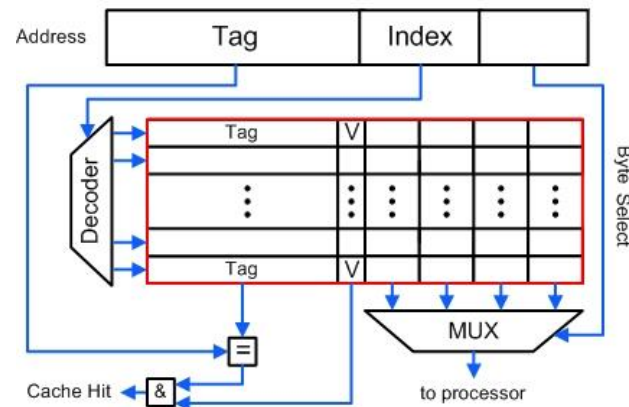 Address
Tag
Index
Tag
V
Decoder
Byte Select
Tag
V
MUX
=
Cache Hit
&
to processor